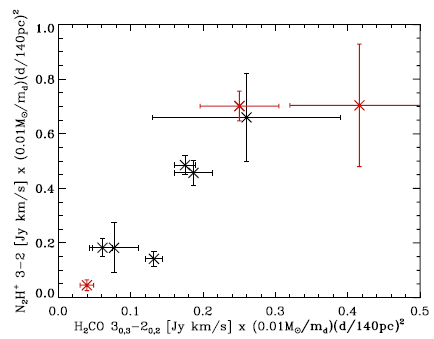 N₂H⁺ 3-2 [Jy km/s] x (0.01M☉/m_d)(d/140pc)²
1.0
0.8
0.6
0.4
0.2
0.0
0.0 0.1 0.2 0.3 0.4 0.5
H₂CO 3₀,₃-2₀,₂ [Jy km/s] x (0.01M☉/m_d)(d/140pc)²